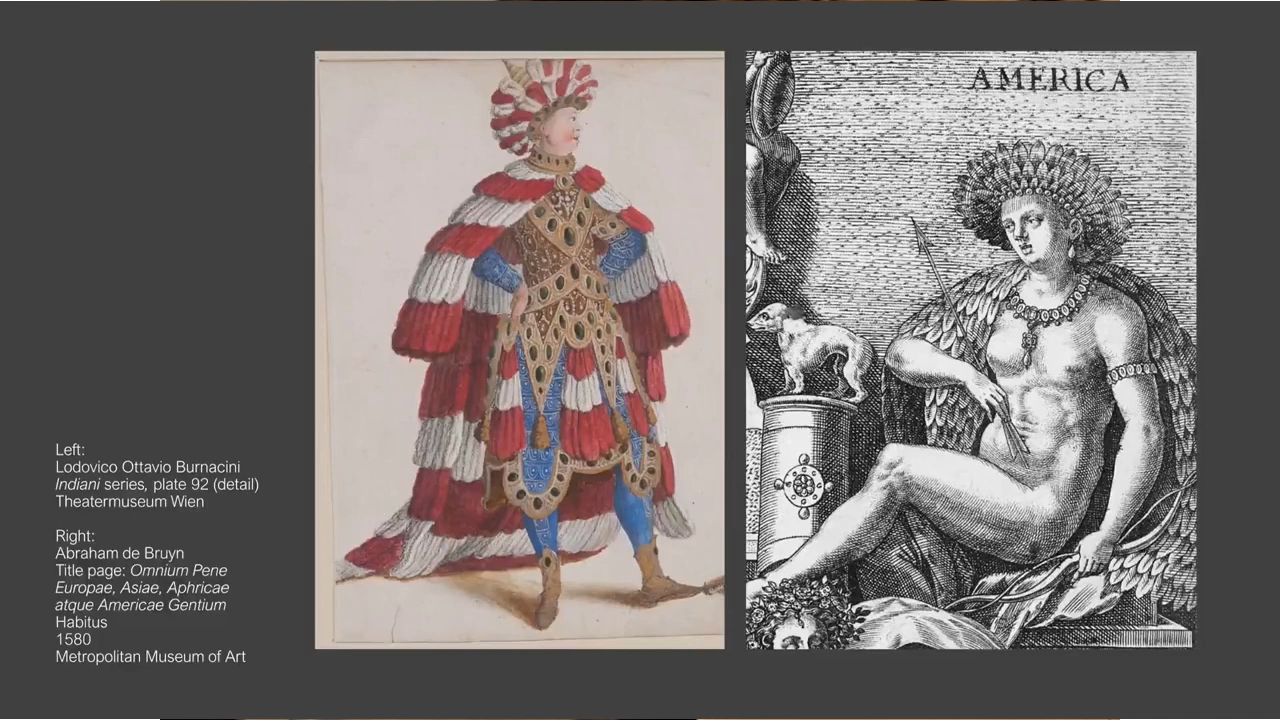 AMERICA
Left:
Lodovico Ottavio Burnacini
Indiani series, plate 92 (detail)
Theatermuseum Wien
Right:
Abraham de Bruyn
Title page: Omnium Pene
Europae, Asiae, Aphricae
atque Americae Gentium
Habitus
1580
Metropolitan Museum of Art